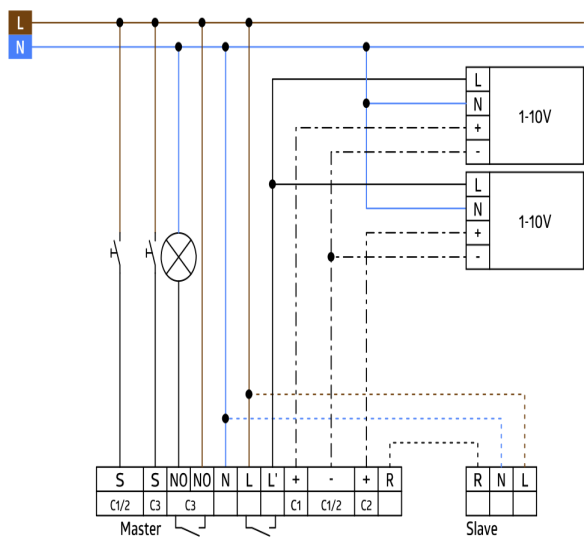 L
N
L
N
+
-
1-10V
L
N
+
-
1-10V
S S NO NO N L L' + - + R
C1/2 C3 C3 C1 C1/2 C2
Master
R N L
Slave